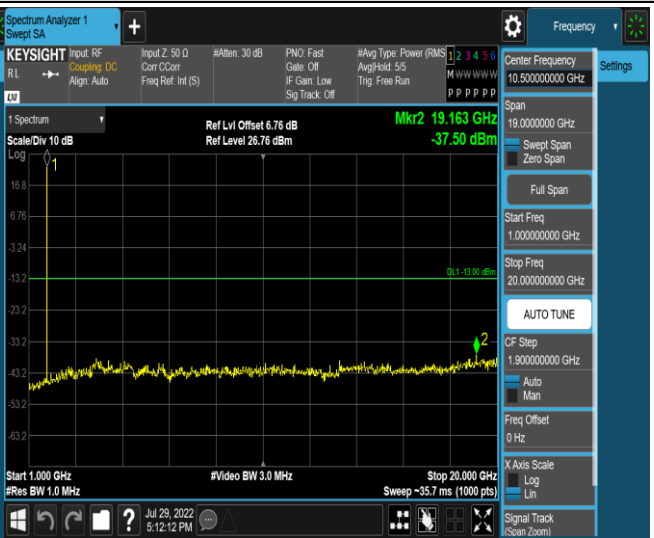 Spectrum Analyzer 1
Swept SA
Frequency
KEYSIGHT
RL
LXI
Input: RF
Coupling: DC
Align: Auto
Input Z: 50 Ω
Corr CCorr
Freq Ref: Int (S)
#Atten: 30 dB
PNO: Fast
Gate: Off
IF Gain: Low
Sig Track: Off
#Avg Type: Power (RMS
Avg|Hold: 5/5
Trig: Free Run
1 2 3 4 5 6
M W W W W W
P P P P P P
1 Spectrum
Scale/Div 10 dB
Log
Ref Lvl Offset 6.76 dB
Ref Level 26.76 dBm
Mkr2 19.163 GHz
-37.50 dBm
1
16.8
6.76
-3.24
-13.2
DL1 -13.00 dBm
-23.2
-33.2
2
-43.2
-53.2
-63.2
Start 1.000 GHz
#Res BW 1.0 MHz
#Video BW 3.0 MHz
Stop 20.000 GHz
Sweep ~35.7 ms (1000 pts)
Jul 29, 2022
5:12:12 PM
Center Frequency
10.500000000 GHz
Span
19.0000000 GHz
Swept Span
Zero Span
Full Span
Start Freq
1.000000000 GHz
Stop Freq
20.000000000 GHz
AUTO TUNE
CF Step
1.900000000 GHz
Auto
Man
Freq Offset
0 Hz
X Axis Scale
Log
Lin
Signal Track
(Span Zoom)
Settings